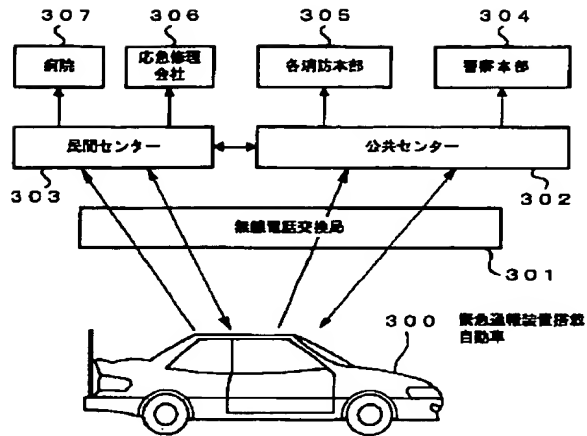 307 306 305 304
病院
応急修理
会社
各消防本部
警察本部
民間センター
公共センター
303
302
無線電話交換局
301
300 緊急通報装置搭載
自動車